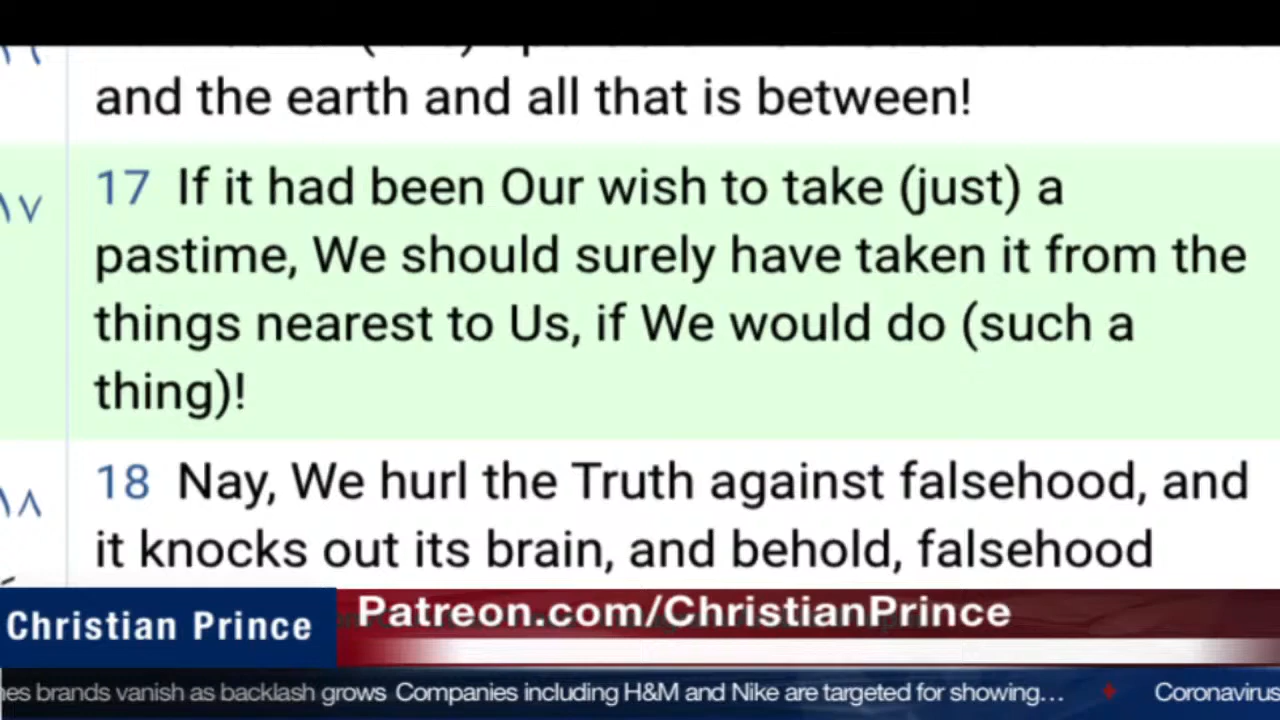 and the earth and all that is between!
١٧
17 If it had been Our wish to take (just) a
pastime, We should surely have taken it from the
things nearest to Us, if We would do (such a
thing)!
١٨
18 Nay, We hurl the Truth against falsehood, and
it knocks out its brain, and behold, falsehood
Christian Prince
Patreon.com/ChristianPrince
brands vanish as backlash grows Companies including H&M and Nike are targeted for showing... Coronavirus